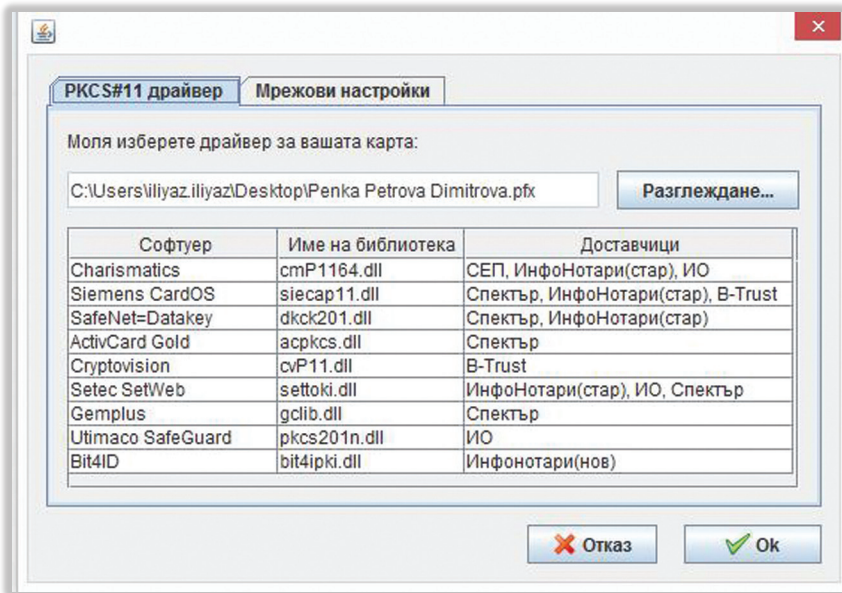 PKCS#11 драйвер Мрежови настройки
Моля изберете драйвер за вашата карта:
C:\Users\iliyaz.iliyaz\Desktop\Penka Petrova Dimitrova.pfx Разглеждане...
Софтуер Име на библиотека Доставчици
Charismatics cmP1164.dll СЕП, ИнфоНотари(стар), ИО
Siemens CardOS siecap11.dll Спектър, ИнфоНотари(стар), B-Trust
SafeNet=Datakey dkck201.dll Спектър, ИнфоНотари(стар)
ActivCard Gold acpkcs.dll Спектър
Cryptovision cvP11.dll B-Trust
Setec SetWeb settoki.dll ИнфоНотари(стар), ИО, Спектър
Gemplus gclib.dll Спектър
Utimaco SafeGuard pkcs201n.dll ИО
Bit4ID bit4ipki.dll Инфонотари(нов)
Отказ Ok